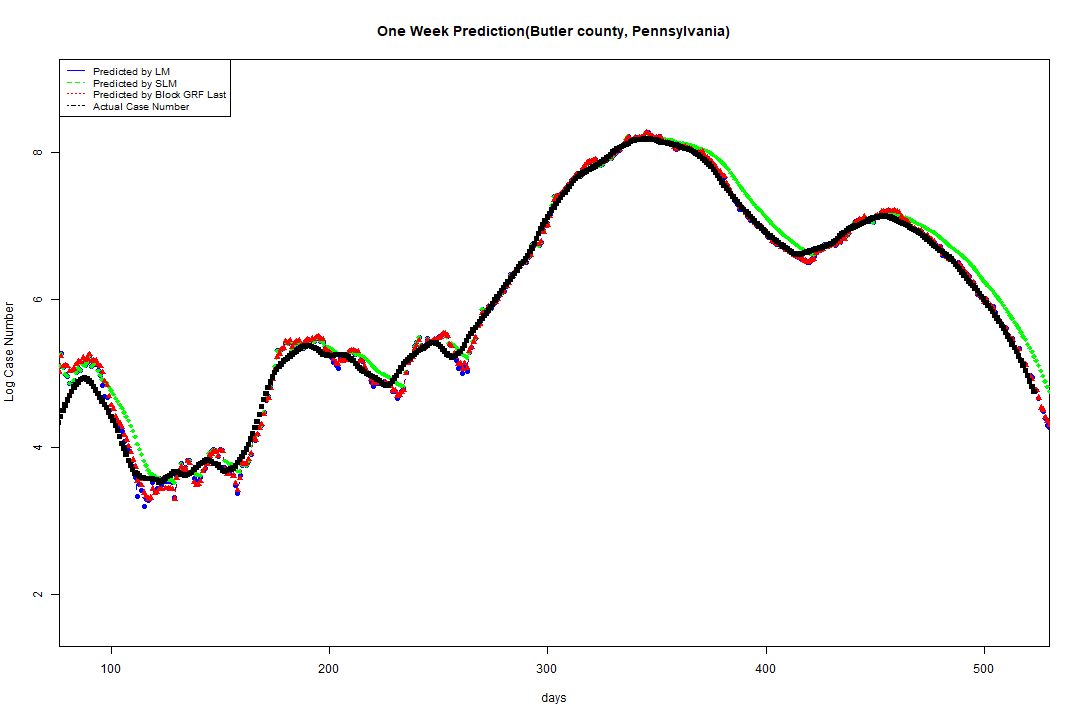 One Week Prediction(Butler county, Pennsylvania)
Predicted by LM
Predicted by SLM
Predicted by Block GRF Last
Actual Case Number
8
6
4
2
Log Case Number
100 200 300 400 500
days